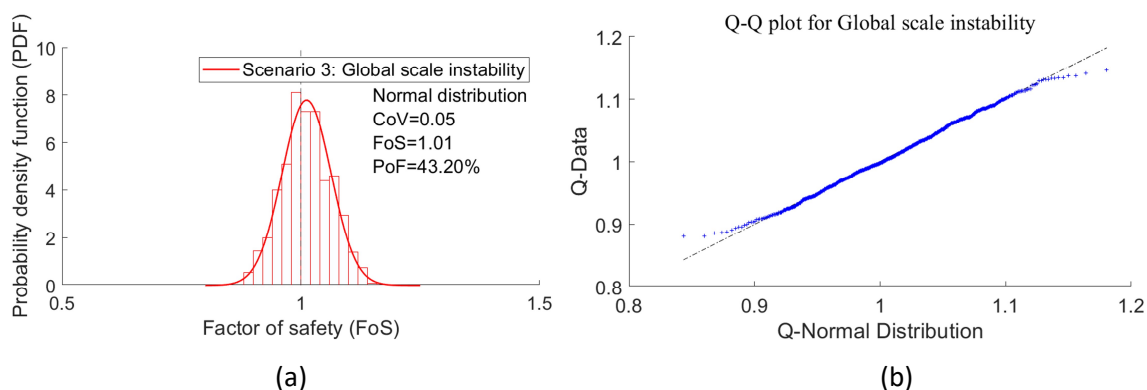 Probability density function (PDF)
10
8
6
4
2
0
Scenario 3: Global scale instability
Normal distribution
CoV=0.05
FoS=1.01
PoF=43.20%
0.5
1
1.5
Factor of safety (FoS)
(a)
Q-Q plot for Global scale instability
Q-Data
1.2
1.1
1
0.9
0.8
0.8
0.9
1
1.1
1.2
Q-Normal Distribution
(b)